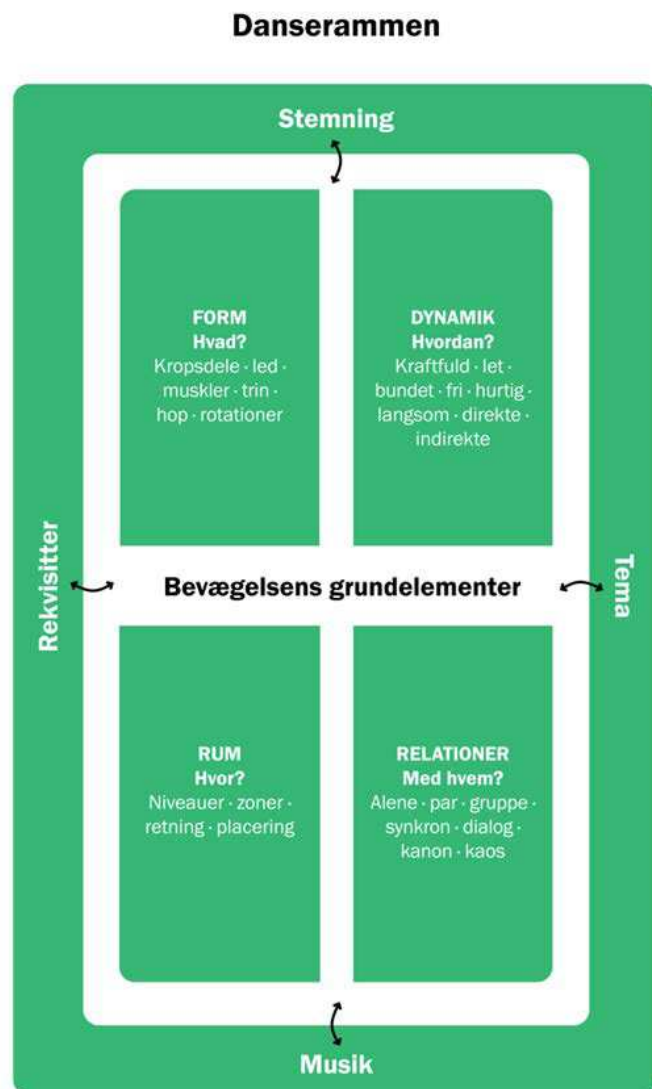 Danserammen
Stemning
FORM
Hvad?
Kropsdele · led ·
muskler · trin ·
hop · rotationer
DYNAMIK
Hvordan?
Kraftfuld · let ·
bundet · fri · hurtig ·
langsom · direkte ·
indirekte
Rekvisitter
Bevægelsens grundelementer
Tema
RUM
Hvor?
Niveauer · zoner ·
retning · placering
RELATIONER
Med hvem?
Alene · par · gruppe ·
synkron · dialog ·
kanon · kaos
Musik